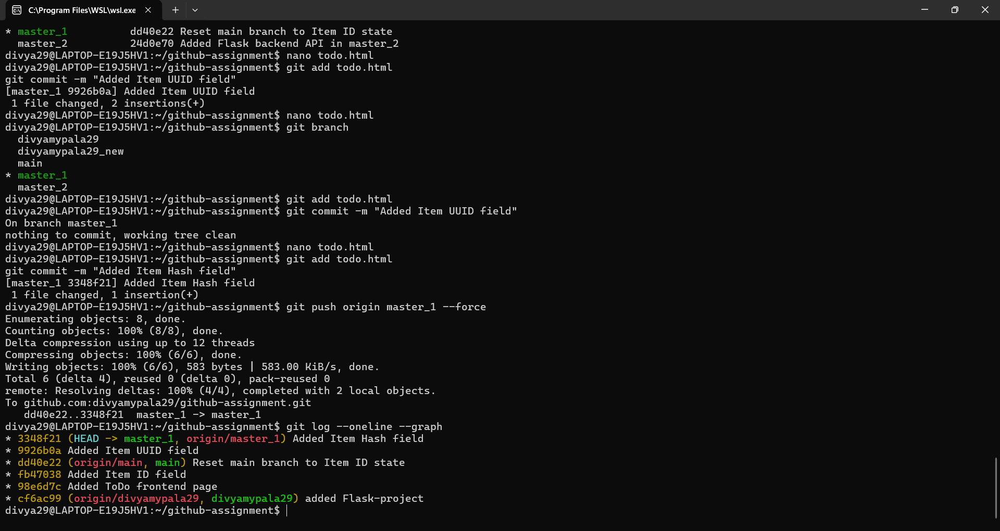 C:\Program Files\WSL\wsl.exe
* master_1          dd40e22 Reset main branch to Item ID state
  master_2          24d0e70 Added Flask backend API in master_2
divya29@LAPTOP-E19J5HV1:~/github-assignment$ nano todo.html
divya29@LAPTOP-E19J5HV1:~/github-assignment$ git add todo.html
git commit -m "Added Item UUID field"
[master_1 9926b0a] Added Item UUID field
 1 file changed, 2 insertions(+)
divya29@LAPTOP-E19J5HV1:~/github-assignment$ nano todo.html
divya29@LAPTOP-E19J5HV1:~/github-assignment$ git branch
  divyamypala29
  divyamypala29_new
  main
* master_1
  master_2
divya29@LAPTOP-E19J5HV1:~/github-assignment$ git add todo.html
divya29@LAPTOP-E19J5HV1:~/github-assignment$ git commit -m "Added Item UUID field"
On branch master_1
nothing to commit, working tree clean
divya29@LAPTOP-E19J5HV1:~/github-assignment$ nano todo.html
divya29@LAPTOP-E19J5HV1:~/github-assignment$ git add todo.html
git commit -m "Added Item Hash field"
[master_1 3348f21] Added Item Hash field
 1 file changed, 1 insertion(+)
divya29@LAPTOP-E19J5HV1:~/github-assignment$ git push origin master_1 --force
Enumerating objects: 8, done.
Counting objects: 100% (8/8), done.
Delta compression using up to 12 threads
Compressing objects: 100% (6/6), done.
Writing objects: 100% (6/6), 583 bytes | 583.00 KiB/s, done.
Total 6 (delta 4), reused 0 (delta 0), pack-reused 0
remote: Resolving deltas: 100% (4/4), completed with 2 local objects.
To github.com:divyamypala29/github-assignment.git
   dd40e22..3348f21  master_1 -> master_1
divya29@LAPTOP-E19J5HV1:~/github-assignment$ git log --oneline --graph
* 3348f21 (HEAD -> master_1, origin/master_1) Added Item Hash field
* 9926b0a Added Item UUID field
* dd40e22 (origin/main, main) Reset main branch to Item ID state
* fb47038 Added Item ID field
* 98e6d7c Added ToDo frontend page
* cf6ac99 (origin/divyamypala29, divyamypala29) added Flask-project
divya29@LAPTOP-E19J5HV1:~/github-assignment$